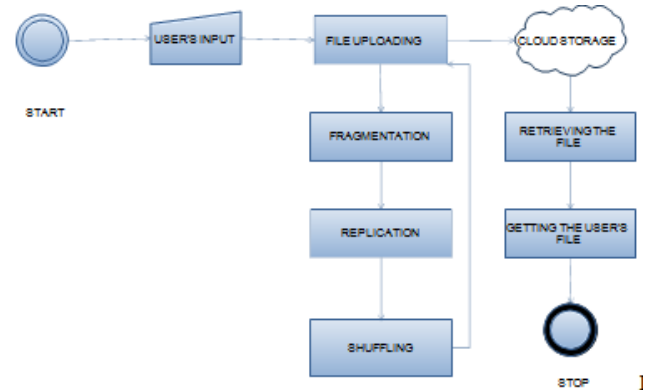 USER'S INPUT
FILE UPLOADING
CLOUD STORAGE
START
FRAGMENTATION
RETRIEVING THE
FILE
REPLICATION
GETTING THE USER'S
FILE
SHUFFLING
STOP